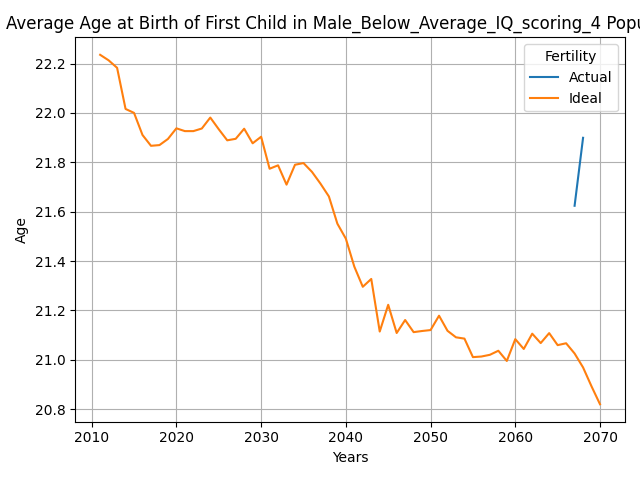 Average Age at Birth of First Child in Male_Below_Average_IQ_scoring_4 Popu
Fertility
Actual
Ideal
22.2
22.0
21.8
21.6
21.4
21.2
21.0
20.8
Age
2010 2020 2030 2040 2050 2060 2070
Years